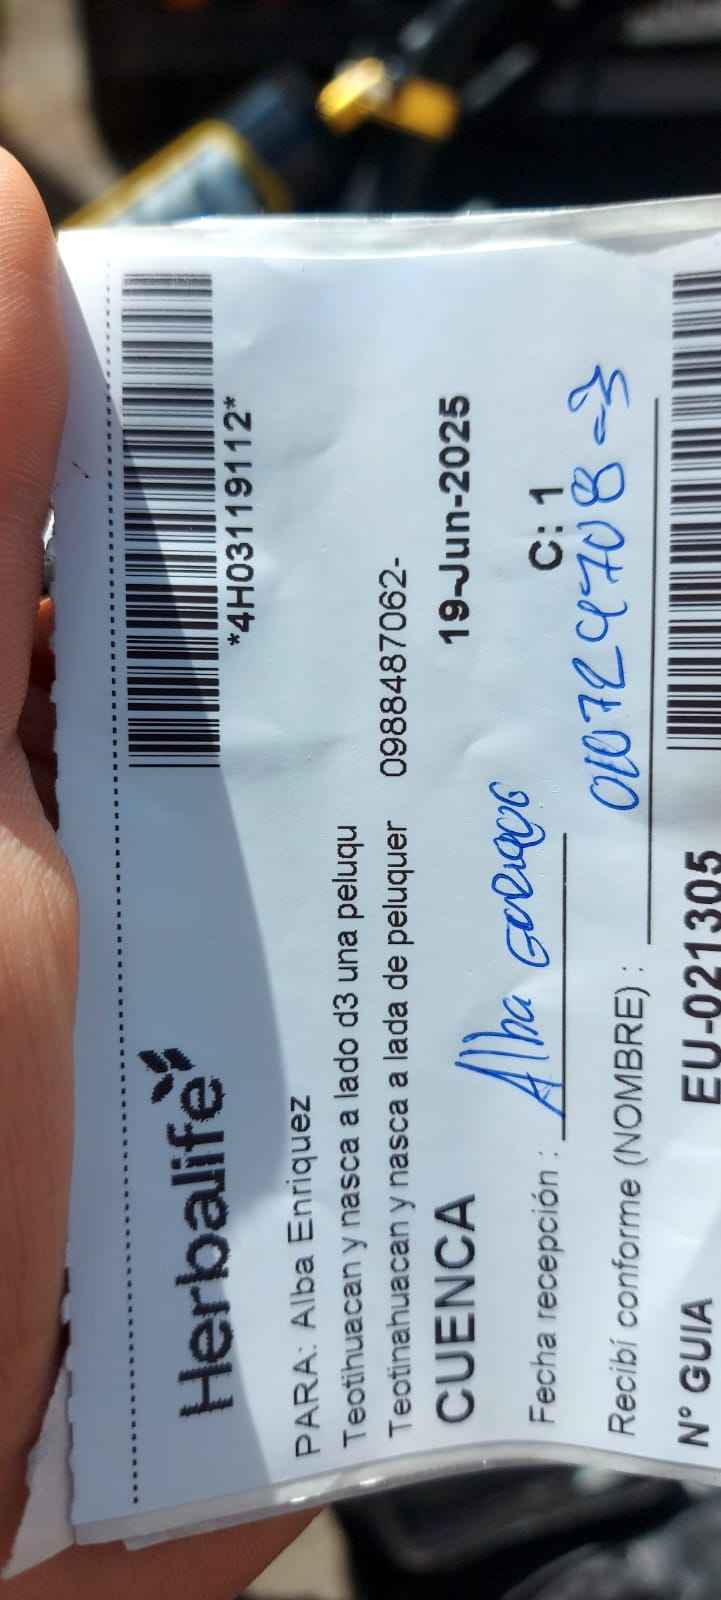 *4H03119112*
Herbalife
PARA: Alba Enriquez
Teotihuacan y nasca a lado d3 una peluqu
Teotinahuacan y nasca a lada de peluquer 0988487062-
CUENCA 19-Jun-2025
Fecha recepción : Alba C: 1
Recibí conforme (NOMBRE) :
N° GUIA EU-021305